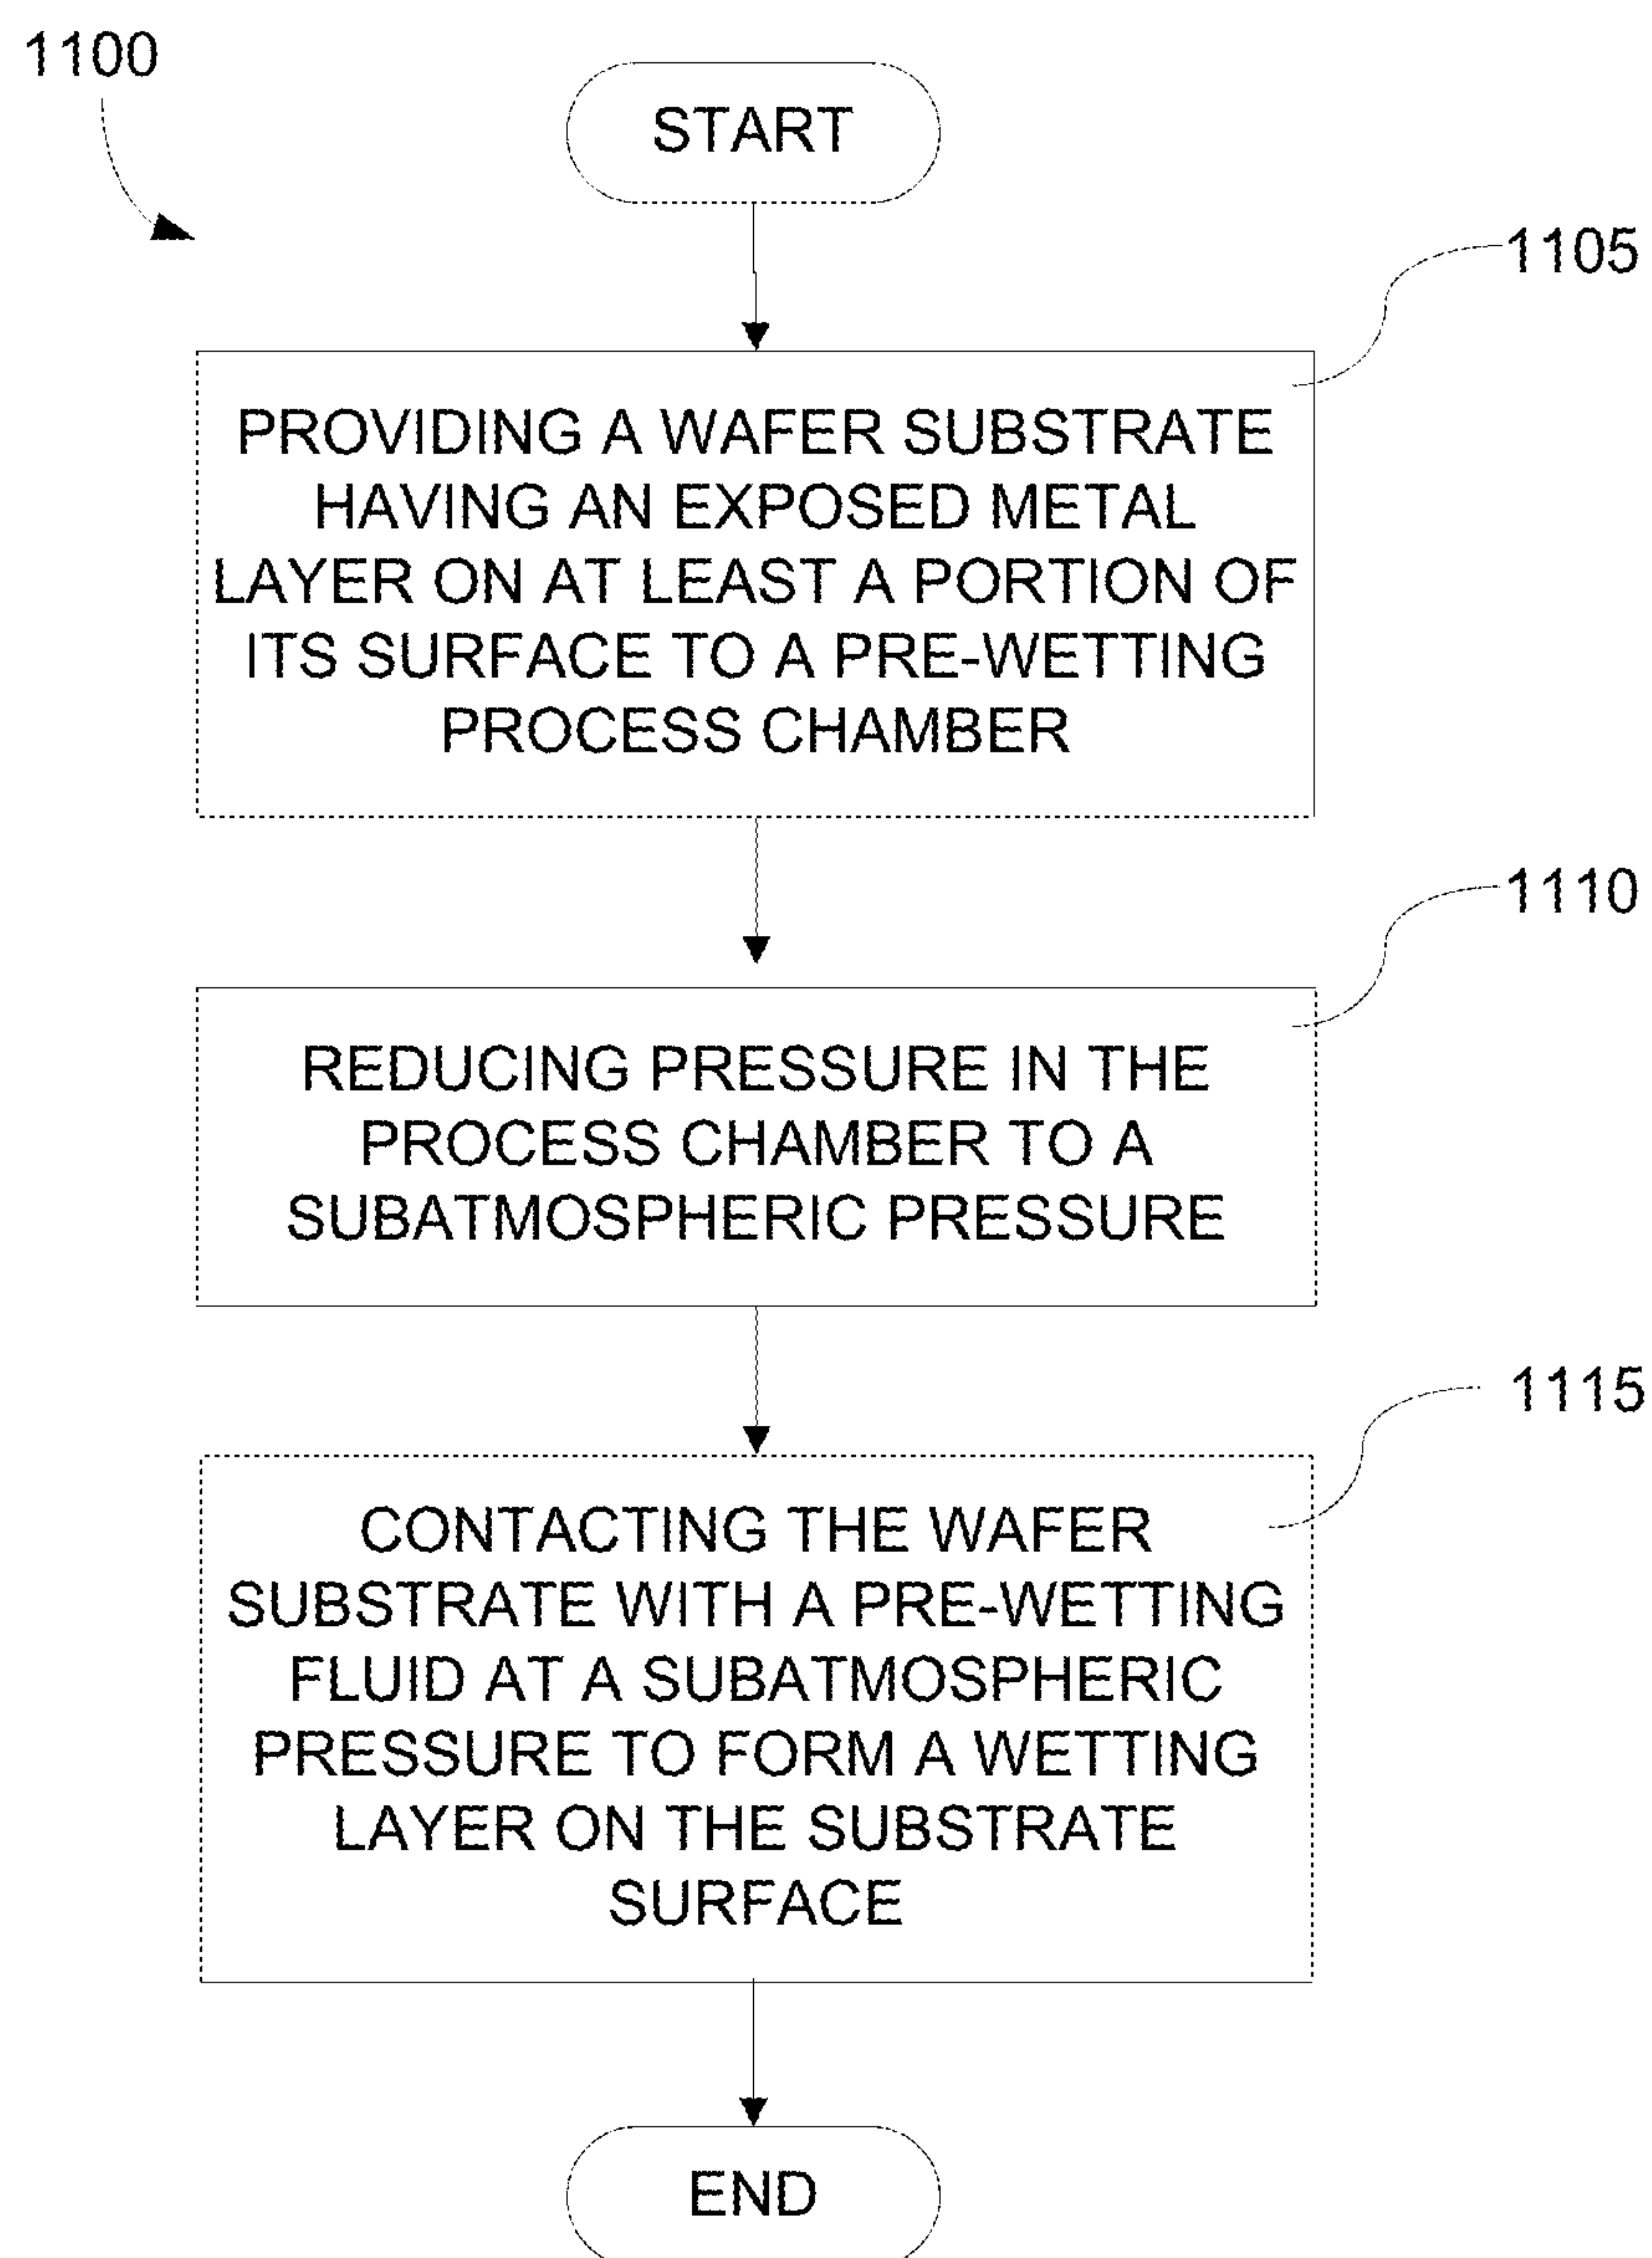 1100
START
1105
PROVIDING A WAFER SUBSTRATE
HAVING AN EXPOSED METAL
LAYER ON AT LEAST A PORTION OF
ITS SURFACE TO A PRE-WETTING
PROCESS CHAMBER
1110
REDUCING PRESSURE IN THE
PROCESS CHAMBER TO A
SUBATMOSPHERIC PRESSURE
1115
CONTACTING THE WAFER
SUBSTRATE WITH A PRE-WETTING
FLUID AT A SUBATMOSPHERIC
PRESSURE TO FORM A WETTING
LAYER ON THE SUBSTRATE
SURFACE
END